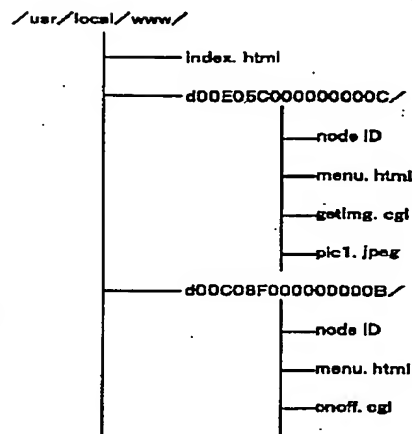 /usr/local/www/
index. html
d00E05C000000000C/
node ID
menu. html
getimg. cgi
pic1. jpeg
d00C08F000000000B/
node ID
menu. html
onoff. cgi